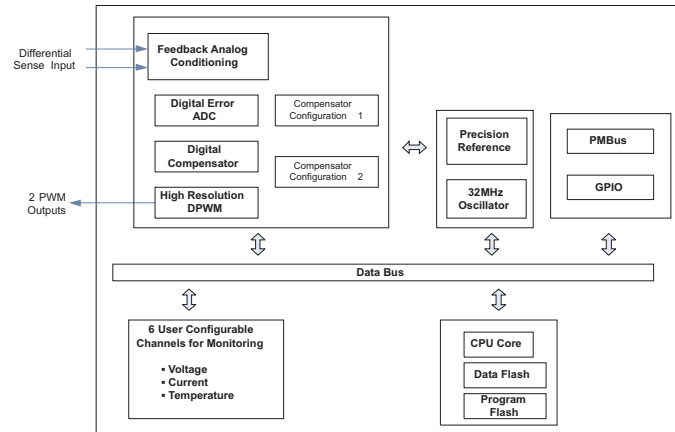 Differential
Sense Input
Feedback Analog
Conditioning
Digital Error
ADC
Compensator
Configuration 1
Digital
Compensator
Compensator
Configuration 2
2 PWM
Outputs
High Resolution
DPWM
Precision
Reference
32MHz
Oscillator
PMBus
GPIO
Data Bus
6 User Configurable
Channels for Monitoring
▪ Voltage
▪ Current
▪ Temperature
CPU Core
Data Flash
Program
Flash